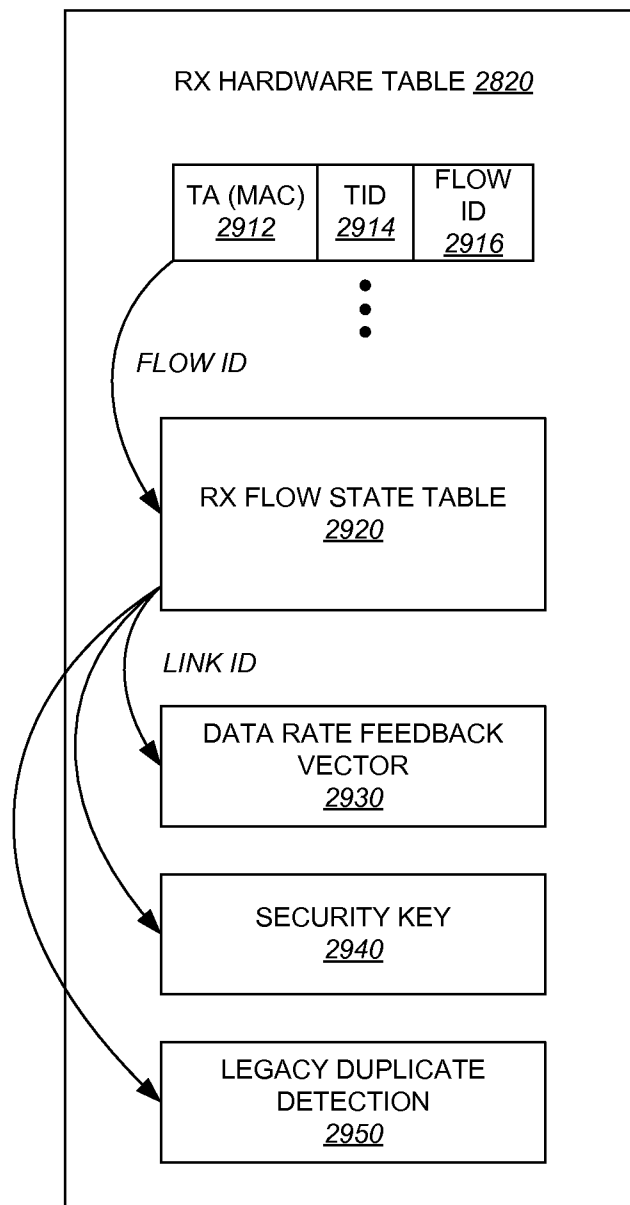 RX HARDWARE TABLE 2820
TA (MAC)
2912
TID
2914
FLOW
ID
2916
FLOW ID
RX FLOW STATE TABLE
2920
LINK ID
DATA RATE FEEDBACK
VECTOR
2930
SECURITY KEY
2940
LEGACY DUPLICATE
DETECTION
2950